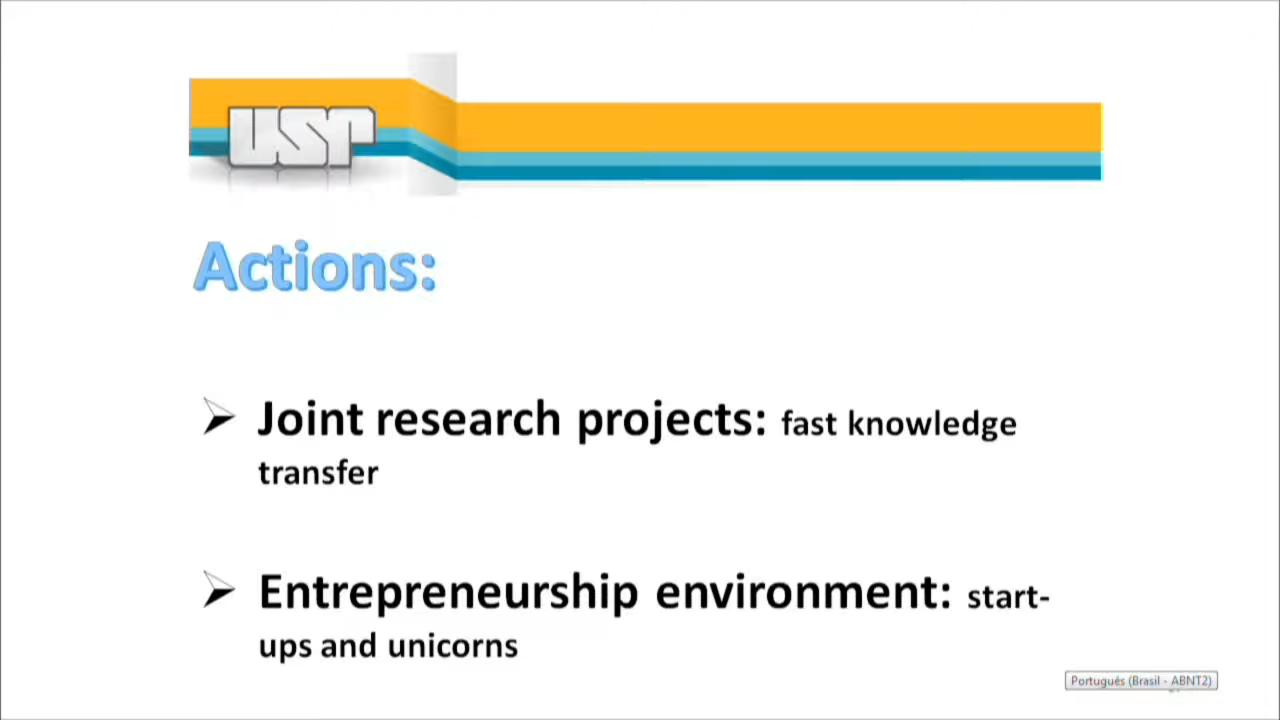 USP
Actions:
➢ Joint research projects: fast knowledge
transfer
➢ Entrepreneurship environment: start-
ups and unicorns
Português (Brasil - ABNT2)